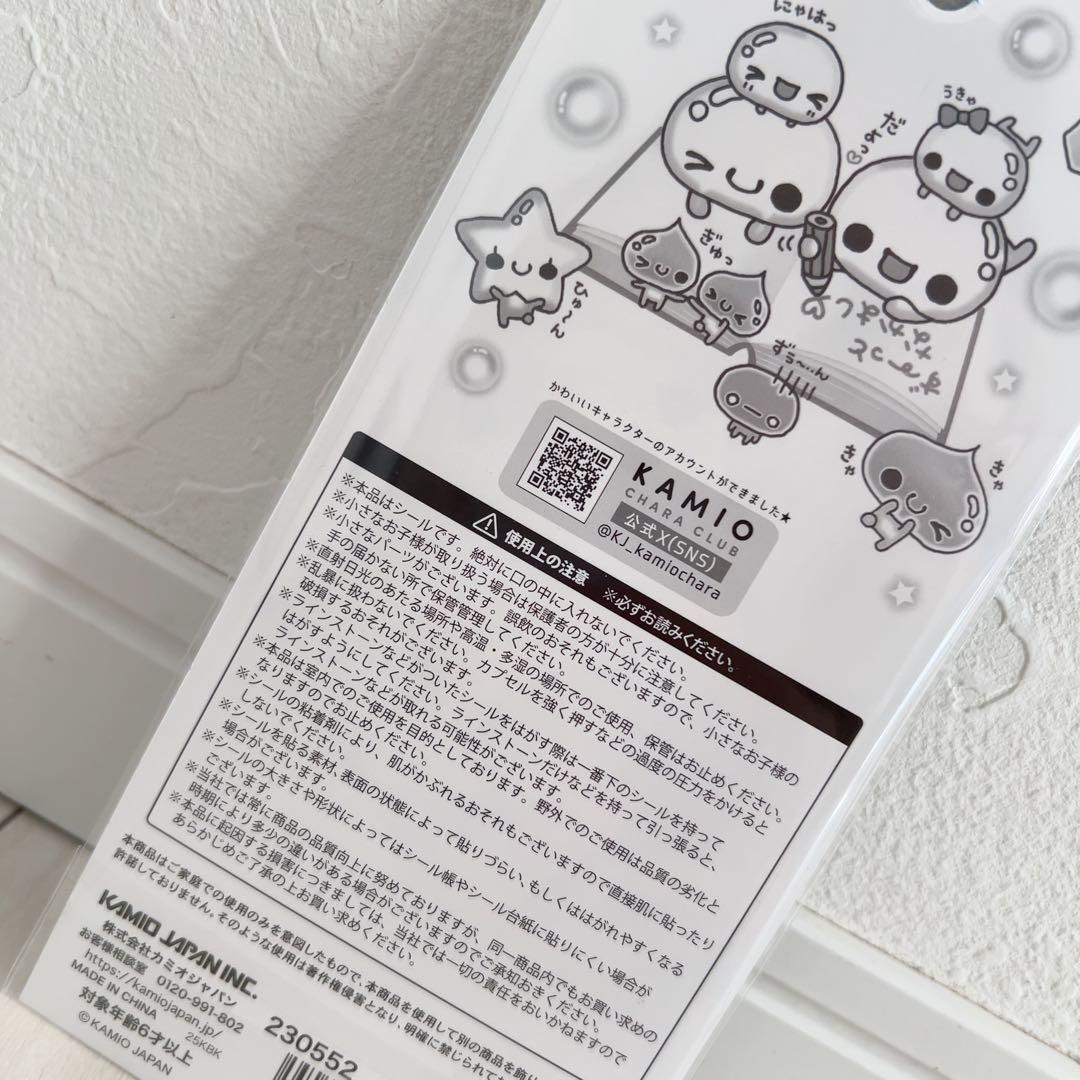 にゃはっ
うきゃ
だいっ
ぎゅっ
ひゅ〜ん
ず〜っと
なかよし♡
ずぅ〜…ん
きゃ
きゃ
かわいいキャラクターのアカウントができました★
KAMIO
CHARA CLUB
公式X(SNS)
@KJ_kamiochara
使用上の注意 ※必ずお読みください。
※本品はシールです。絶対に口の中に入れないでください。
※小さなお子様が取り扱う場合は保護者の方が十分に注意してください。
※小さなパーツがございます。誤飲のおそれもございますので、小さなお子様の
手の届かない所で保管管理してください。
※直射日光のあたる場所や高温・多湿の場所でのご使用、保管はお止めください。
※乱暴に扱わないでください。カプセルを強く押すなどの過度の圧力をかけると
破損するおそれがございます。
※ラインストーンなどがついたシールをはがす際は一番下のシールを持って
はがすようにしてください。ラインストーンだけなどを持って引っ張ると、
ラインストーンなどが取れる可能性がございます。
※本品は室内でのご使用を目的としております。野外でのご使用は品質の劣化と
なりますのでお止めください。
※シールの粘着剤により、肌がかぶれるおそれもございますので直接肌に貼ったり
しないでください。
※シールを貼る素材、表面の状態によって貼りづらい、もしくははがれやすくなる
場合がございます。
※シールの大きさや形状によってはシール帳やシール台紙に貼りにくい場合が
ございます。
※当社では常に商品の品質向上に努めておりますが、同一商品内でもお買い求めの
時期により多少の違いがある場合がございますのでご承知おきください。
※本品に起因する損害につきましては、当社では一切の責任をおいかねますので
あらかじめご了承の上お買い求めください。
本商品はご家庭での使用のみを意図したもので、本商品を使用して別の商品を飾り
許諾しておりません。そのような使用は著作権侵害となり、明確に禁じられて
KAMIO JAPAN INC.
株式会社カミオジャパン
お客様相談室 0120-991-802
https://kamiojapan.jp/
MADE IN CHINA 25KBK
対象年齢6才以上
©KAMIO JAPAN
230552